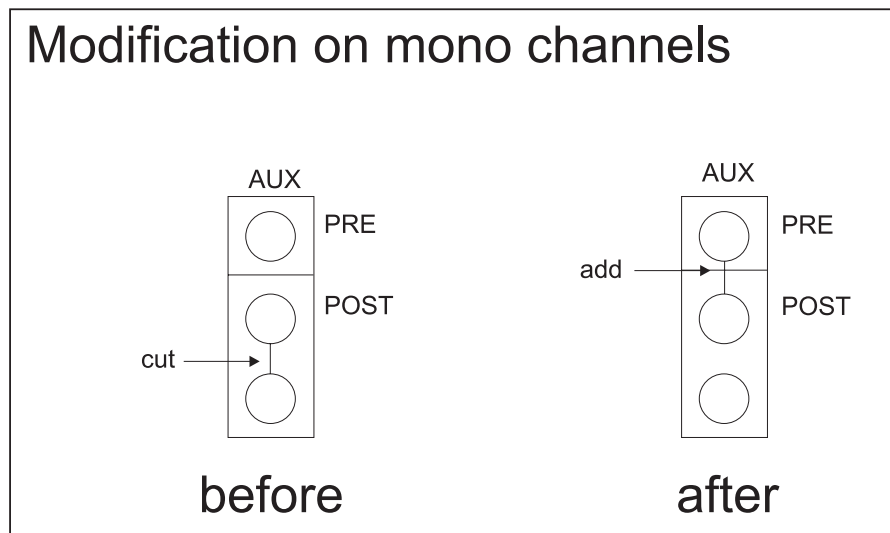 Modification on mono channels
AUX
PRE
POST
cut
before
AUX
PRE
add
POST
after